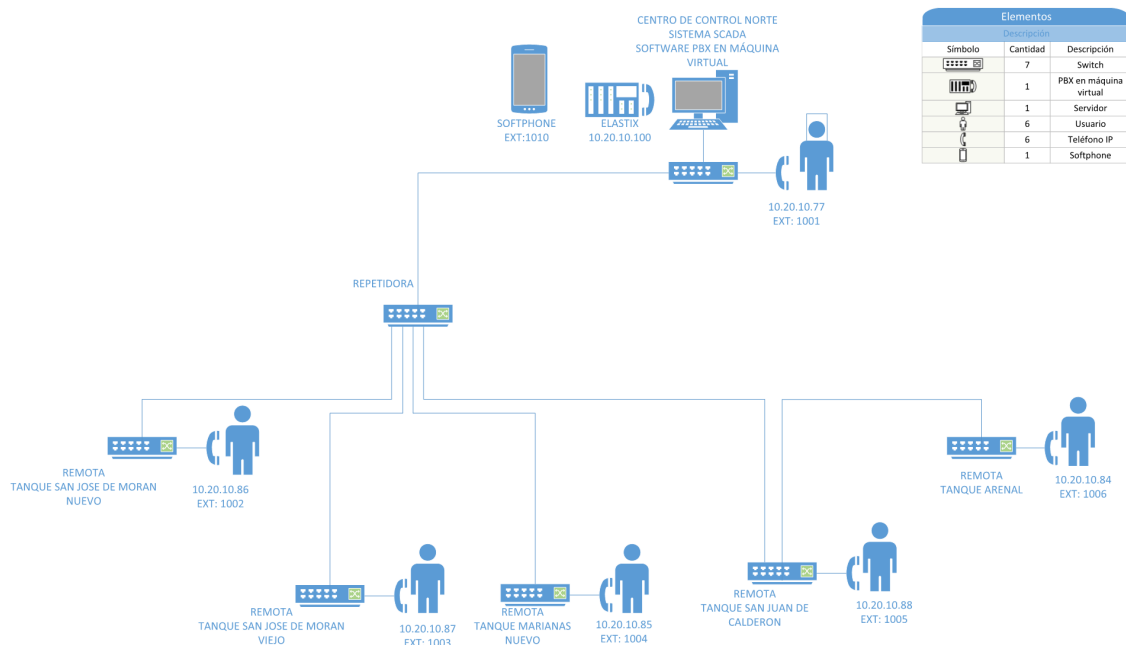 CENTRO DE CONTROL NORTE
SISTEMA SCADA
SOFTWARE PBX EN MÁQUINA
VIRTUAL
SOFTPHONE
EXT:1010
ELASTIX
10.20.10.100
10.20.10.77
EXT: 1001
Elementos
Descripción
Símbolo Cantidad Descripción
7 Switch
1 PBX en máquina
virtual
1 Servidor
6 Usuario
6 Teléfono IP
1 Softphone
REPETIDORA
REMOTA
TANQUE SAN JOSE DE MORAN
NUEVO
10.20.10.86
EXT: 1002
REMOTA
TANQUE SAN JOSE DE MORAN
VIEJO
10.20.10.87
EXT: 1003
REMOTA
TANQUE MARIANAS
NUEVO
10.20.10.85
EXT: 1004
REMOTA
TANQUE SAN JUAN DE
CALDERON
10.20.10.88
EXT: 1005
REMOTA
TANQUE ARENAL
10.20.10.84
EXT: 1006